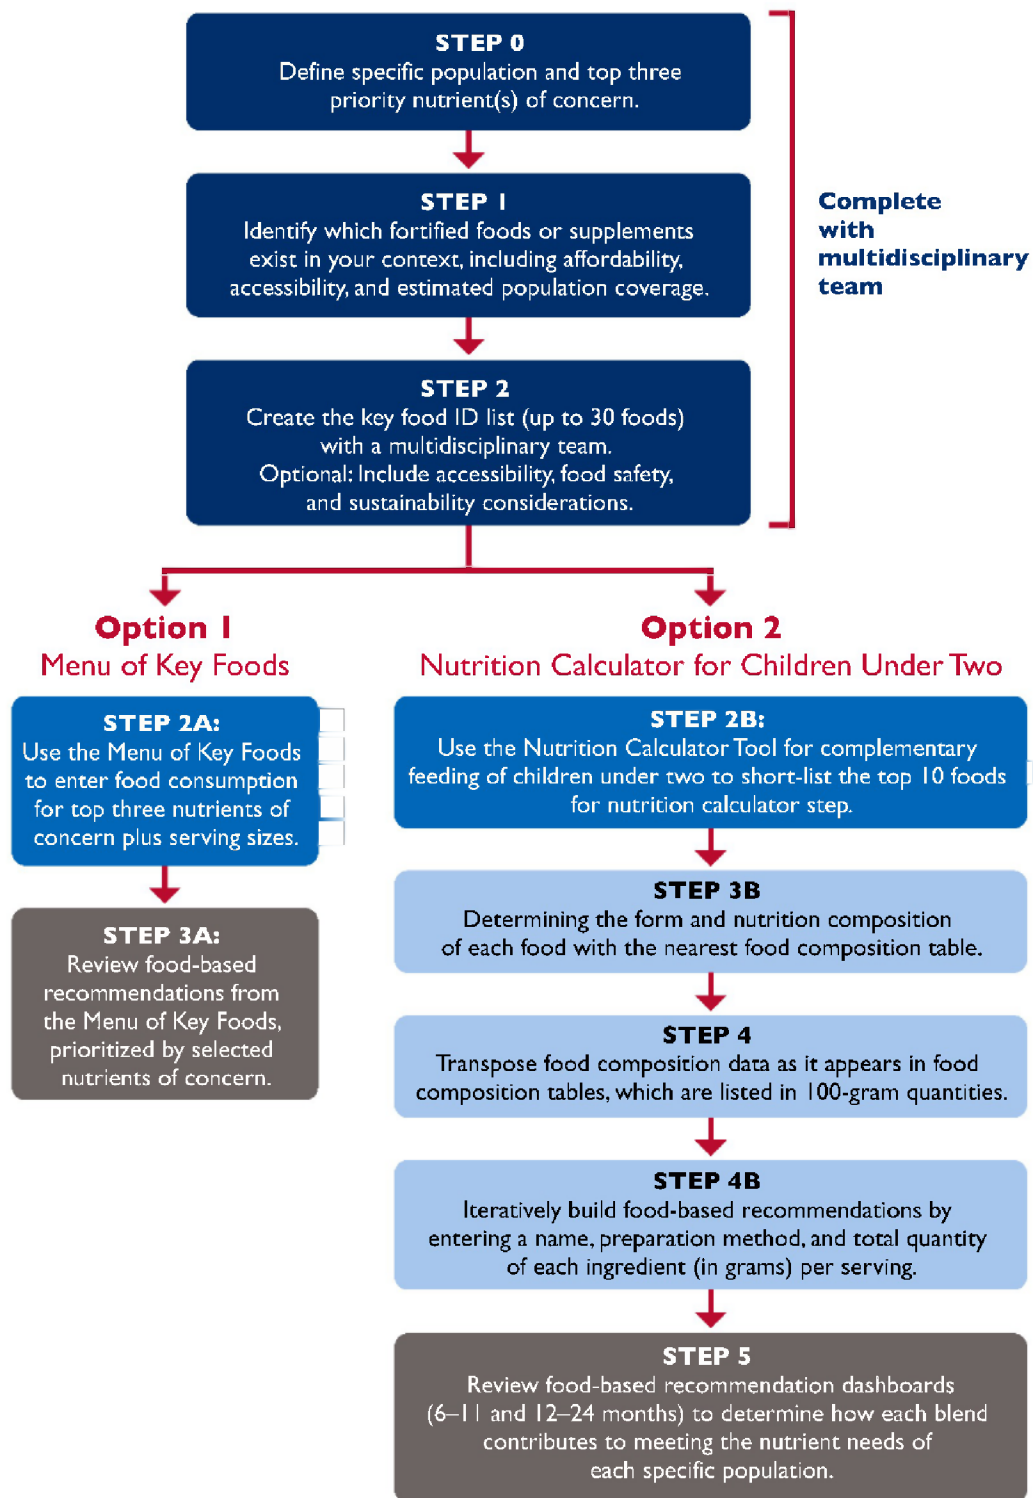 STEP 0
Define specific population and top three
priority nutrient(s) of concern.
STEP 1
Identify which fortified foods or supplements
exist in your context, including affordability,
accessibility, and estimated population coverage.
STEP 2
Create the key food ID list (up to 30 foods)
with a multidisciplinary team.
Optional: Include accessibility, food safety,
and sustainability considerations.
Complete
with
multidisciplinary
team
Option 1
Menu of Key Foods
STEP 2A:
Use the Menu of Key Foods
to enter food consumption
for top three nutrients of
concern plus serving sizes.
STEP 3A:
Review food-based
recommendations from
the Menu of Key Foods,
prioritized by selected
nutrients of concern.
Option 2
Nutrition Calculator for Children Under Two
STEP 2B:
Use the Nutrition Calculator Tool for complementary
feeding of children under two to short-list the top 10 foods
for nutrition calculator step.
STEP 3B
Determining the form and nutrition composition
of each food with the nearest food composition table.
STEP 4
Transpose food composition data as it appears in food
composition tables, which are listed in 100-gram quantities.
STEP 4B
Iteratively build food-based recommendations by
entering a name, preparation method, and total quantity
of each ingredient (in grams) per serving.
STEP 5
Review food-based recommendation dashboards
(6–11 and 12–24 months) to determine how each blend
contributes to meeting the nutrient needs of
each specific population.